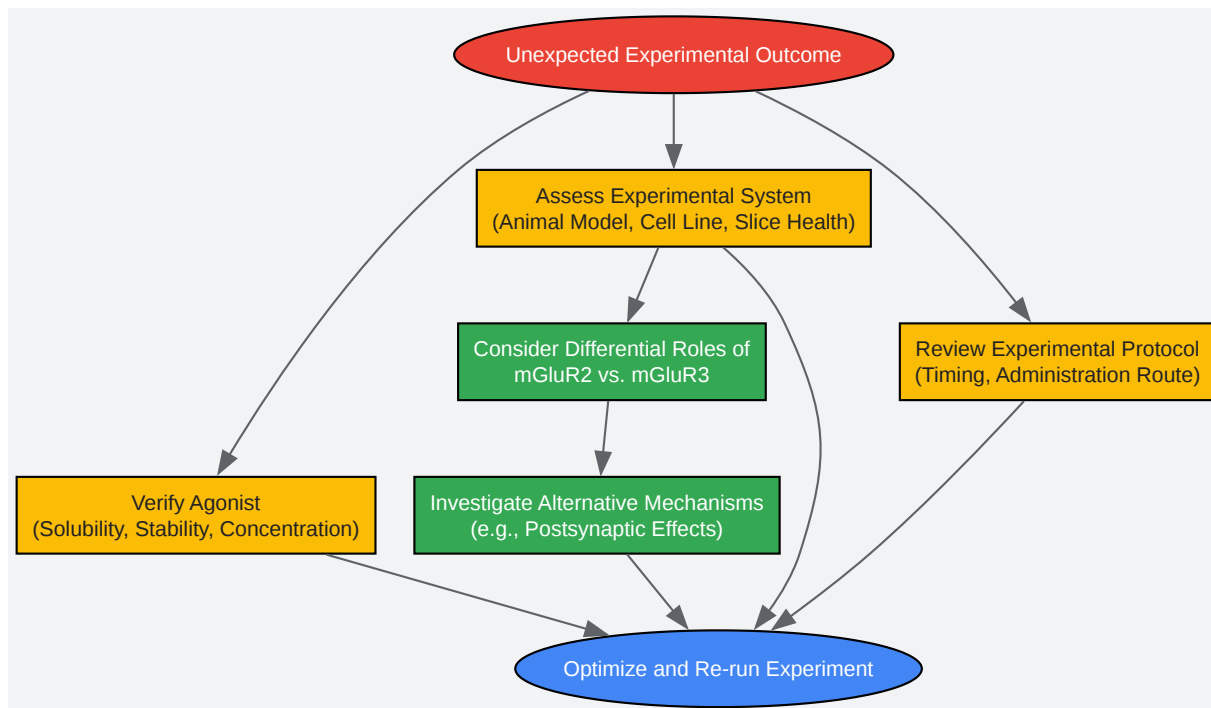 Unexpected Experimental Outcome
Assess Experimental System
(Animal Model, Cell Line, Slice Health)
Consider Differential Roles of
mGluR2 vs. mGluR3
Review Experimental Protocol
(Timing, Administration Route)
Verify Agonist
(Solubility, Stability, Concentration)
Investigate Alternative Mechanisms
(e.g., Postsynaptic Effects)
Optimize and Re-run Experiment